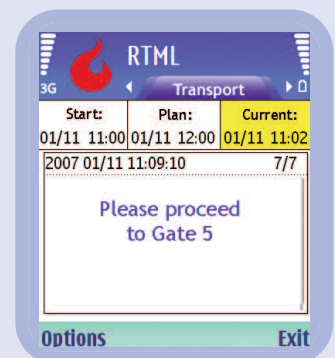 RTML
3G
Transport
Start: Plan: Current:
01/11 11:00 01/11 12:00 01/11 11:02
2007 01/11 11:09:10 7/7
Please proceed
to Gate 5
Options Exit